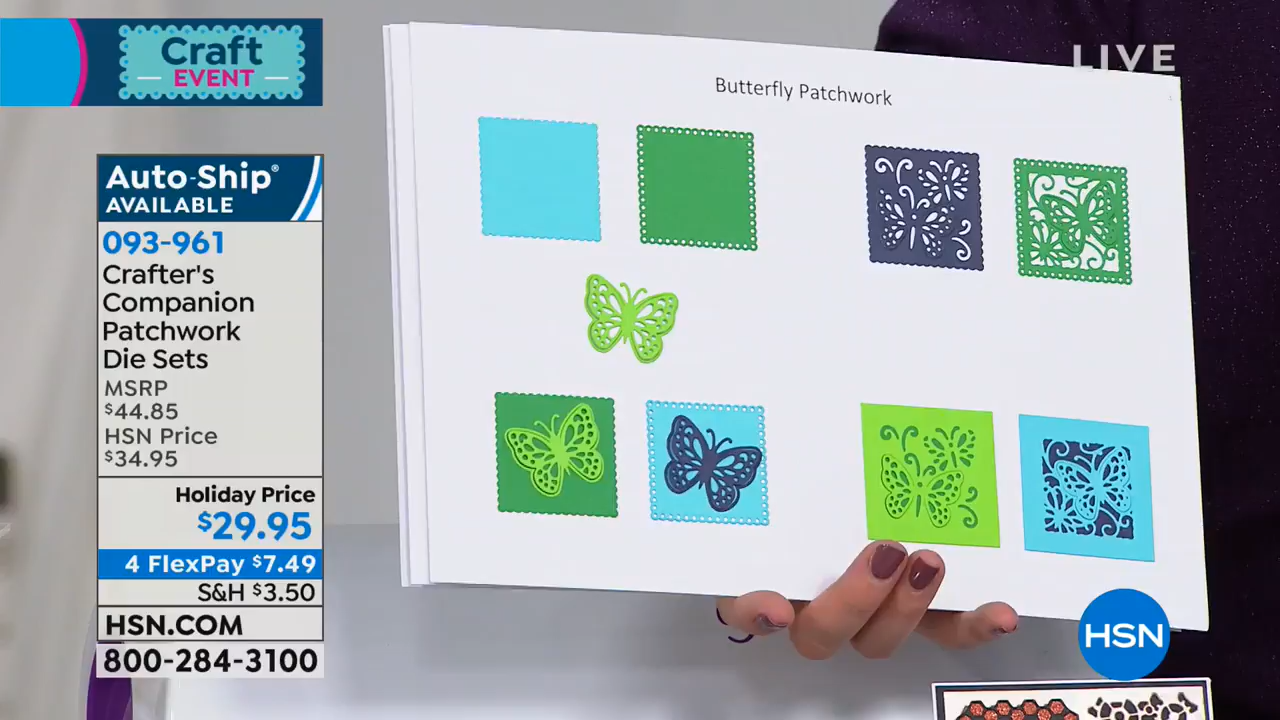 Craft
EVENT
LIVE
Butterfly Patchwork
Auto-Ship®
AVAILABLE
093-961
Crafter's
Companion
Patchwork
Die Sets
MSRP
$44.85
HSN Price
$34.95
Holiday Price
$29.95
4 FlexPay $7.49
S&H $3.50
HSN.COM
800-284-3100
HSN